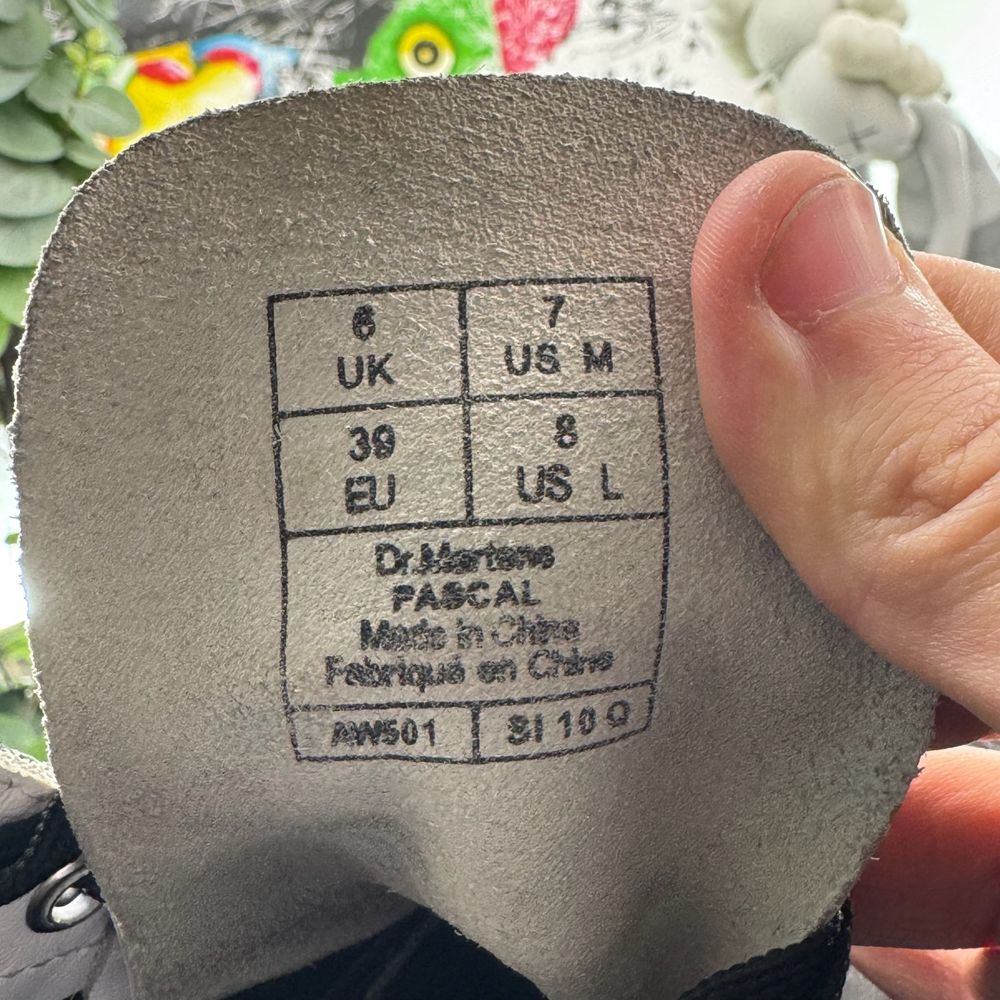 6
UK
7
US M
39
EU
8
US L
Dr.Martens
PASCAL
Made in China
Fabriqué en Chine
AW501
SI 10 Q